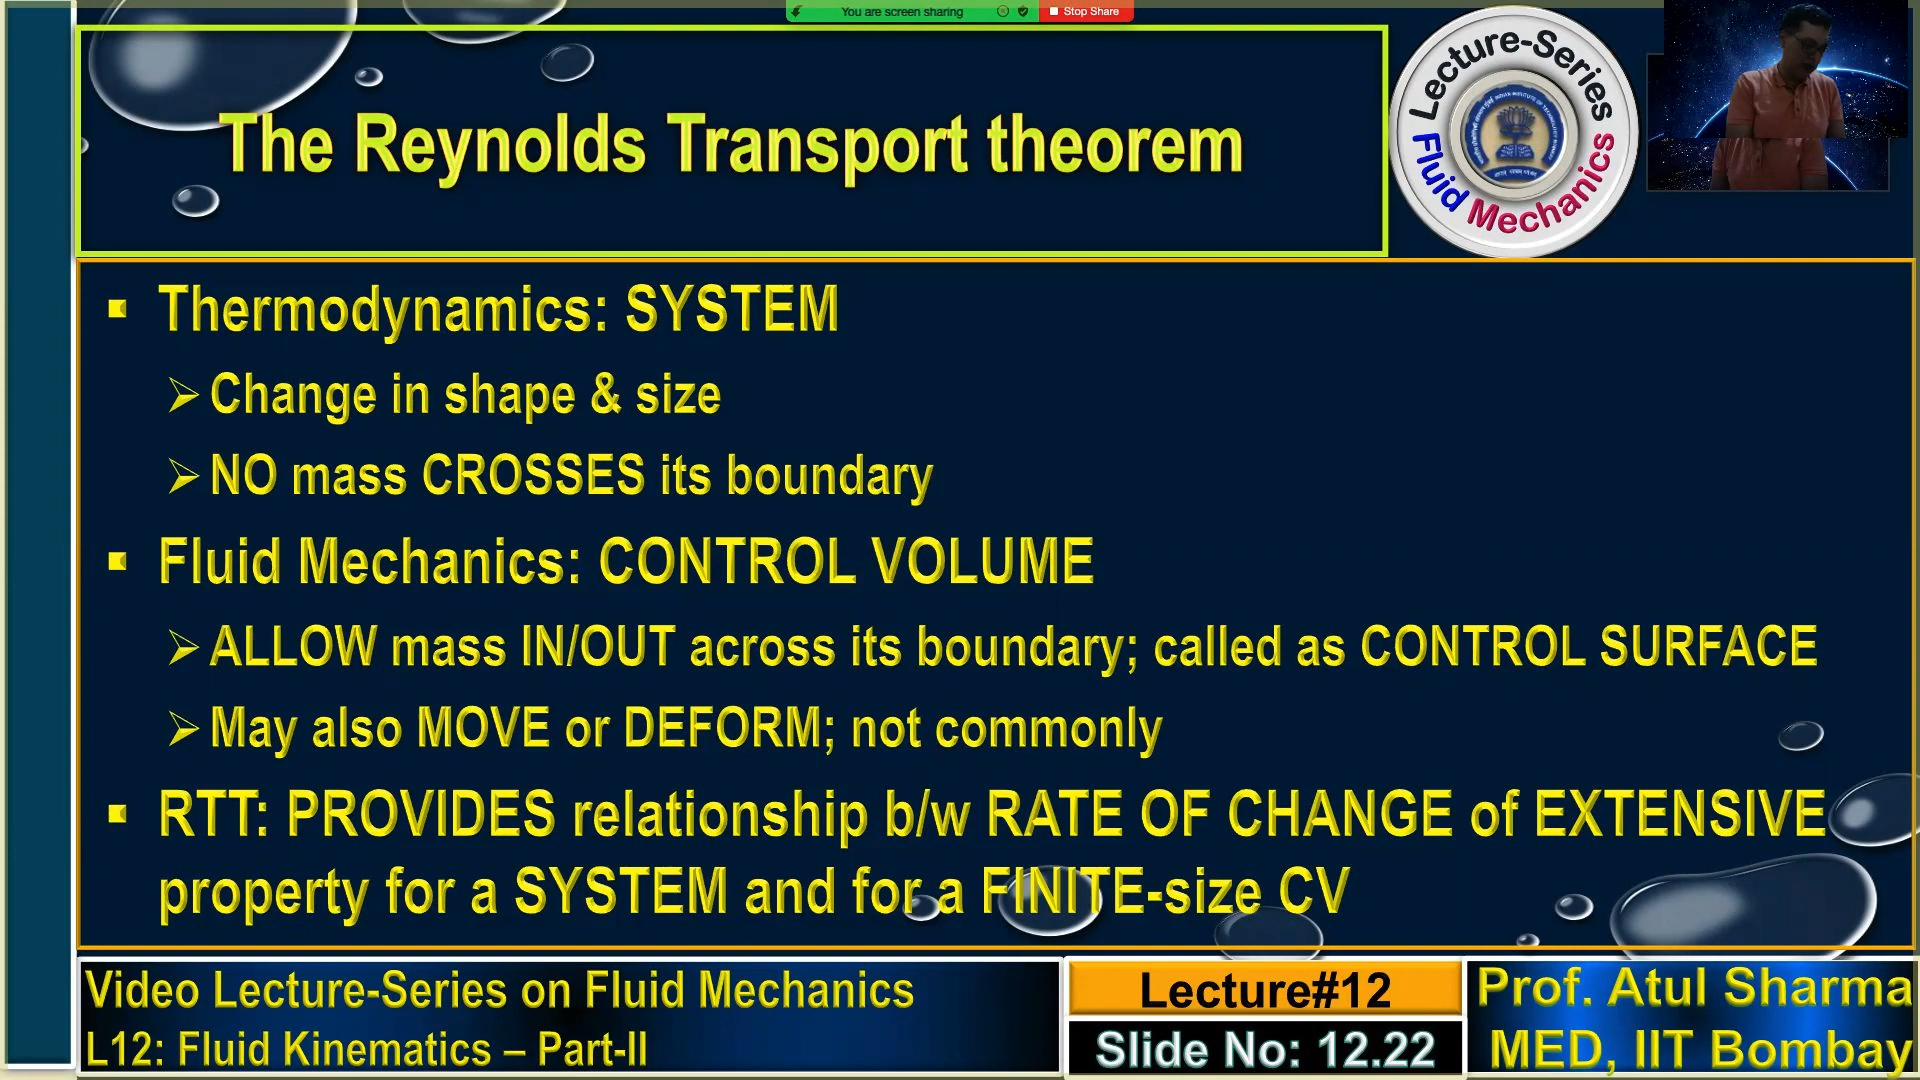 You are screen sharing
Stop Share
The Reynolds Transport theorem
Lecture-Series
Fluid Mechanics
▪ Thermodynamics: SYSTEM
➢ Change in shape & size
➢ NO mass CROSSES its boundary
▪ Fluid Mechanics: CONTROL VOLUME
➢ ALLOW mass IN/OUT across its boundary; called as CONTROL SURFACE
➢ May also MOVE or DEFORM; not commonly
▪ RTT: PROVIDES relationship b/w RATE OF CHANGE of EXTENSIVE
property for a SYSTEM and for a FINITE-size CV
Video Lecture-Series on Fluid Mechanics
L12: Fluid Kinematics – Part-II
Lecture#12
Slide No: 12.22
Prof. Atul Sharma
MED, IIT Bombay